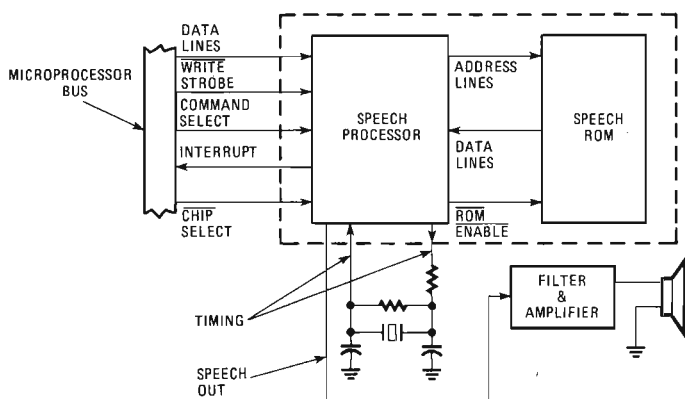 DATA
LINES
MICROPROCESSOR
BUS
WRITE
STROBE
COMMAND
SELECT
INTERRUPT
CHIP
SELECT
SPEECH
PROCESSOR
ADDRESS
LINES
DATA
LINES
ROM
ENABLE
SPEECH
ROM
TIMING
SPEECH
OUT
FILTER
&
AMPLIFIER